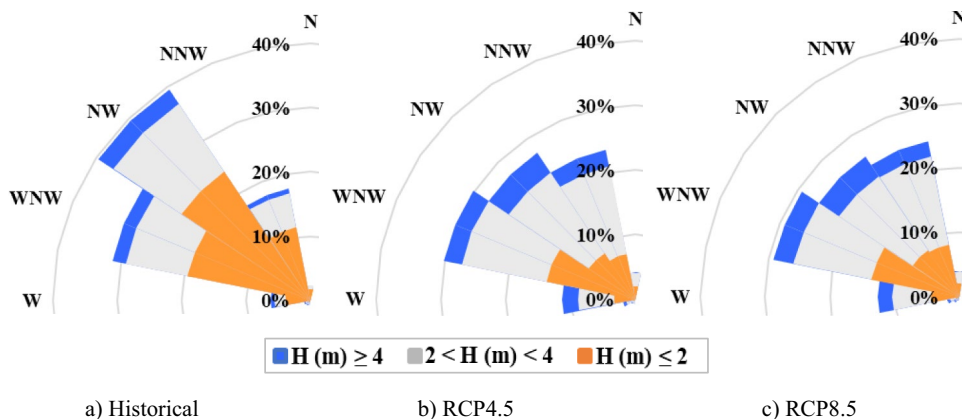 N
40%
NNW
30%
NW
20%
WNW
10%
W
0%
N
40%
NNW
30%
NW
20%
WNW
10%
W
0%
N
40%
NNW
30%
NW
20%
WNW
10%
W
0%
H (m) ≥ 4 2 < H (m) < 4 H (m) ≤ 2
a) Historical b) RCP4.5 c) RCP8.5